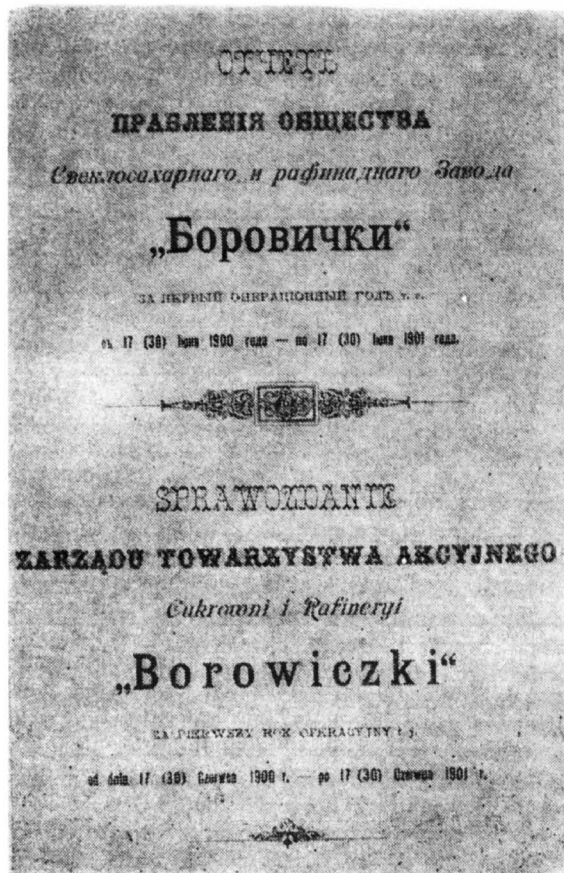 ОТЧЕТЪ
ПРАВЛЕНІЯ ОБЩЕСТВА
Свеклосахарнаго и рафинаднаго Завода
„Боровички“
ЗА ПЕРВЫЙ ОПЕРАЦІОННЫЙ ГОДЪ т. е.
съ 17 (30) Іюня 1900 года — по 17 (30) Іюня 1901 года.
SPRAWOZDANIE
ZARZĄDU TOWARZYSTWA AKCYJNEGO
Cukrowni i Rafineryi
„Borowiczki“
ZA PIERWSZY ROK OPERACYJNY t. j.
od dnia 17 (30) Czerwca 1900 r. — po 17 (30) Czerwca 1901 r.